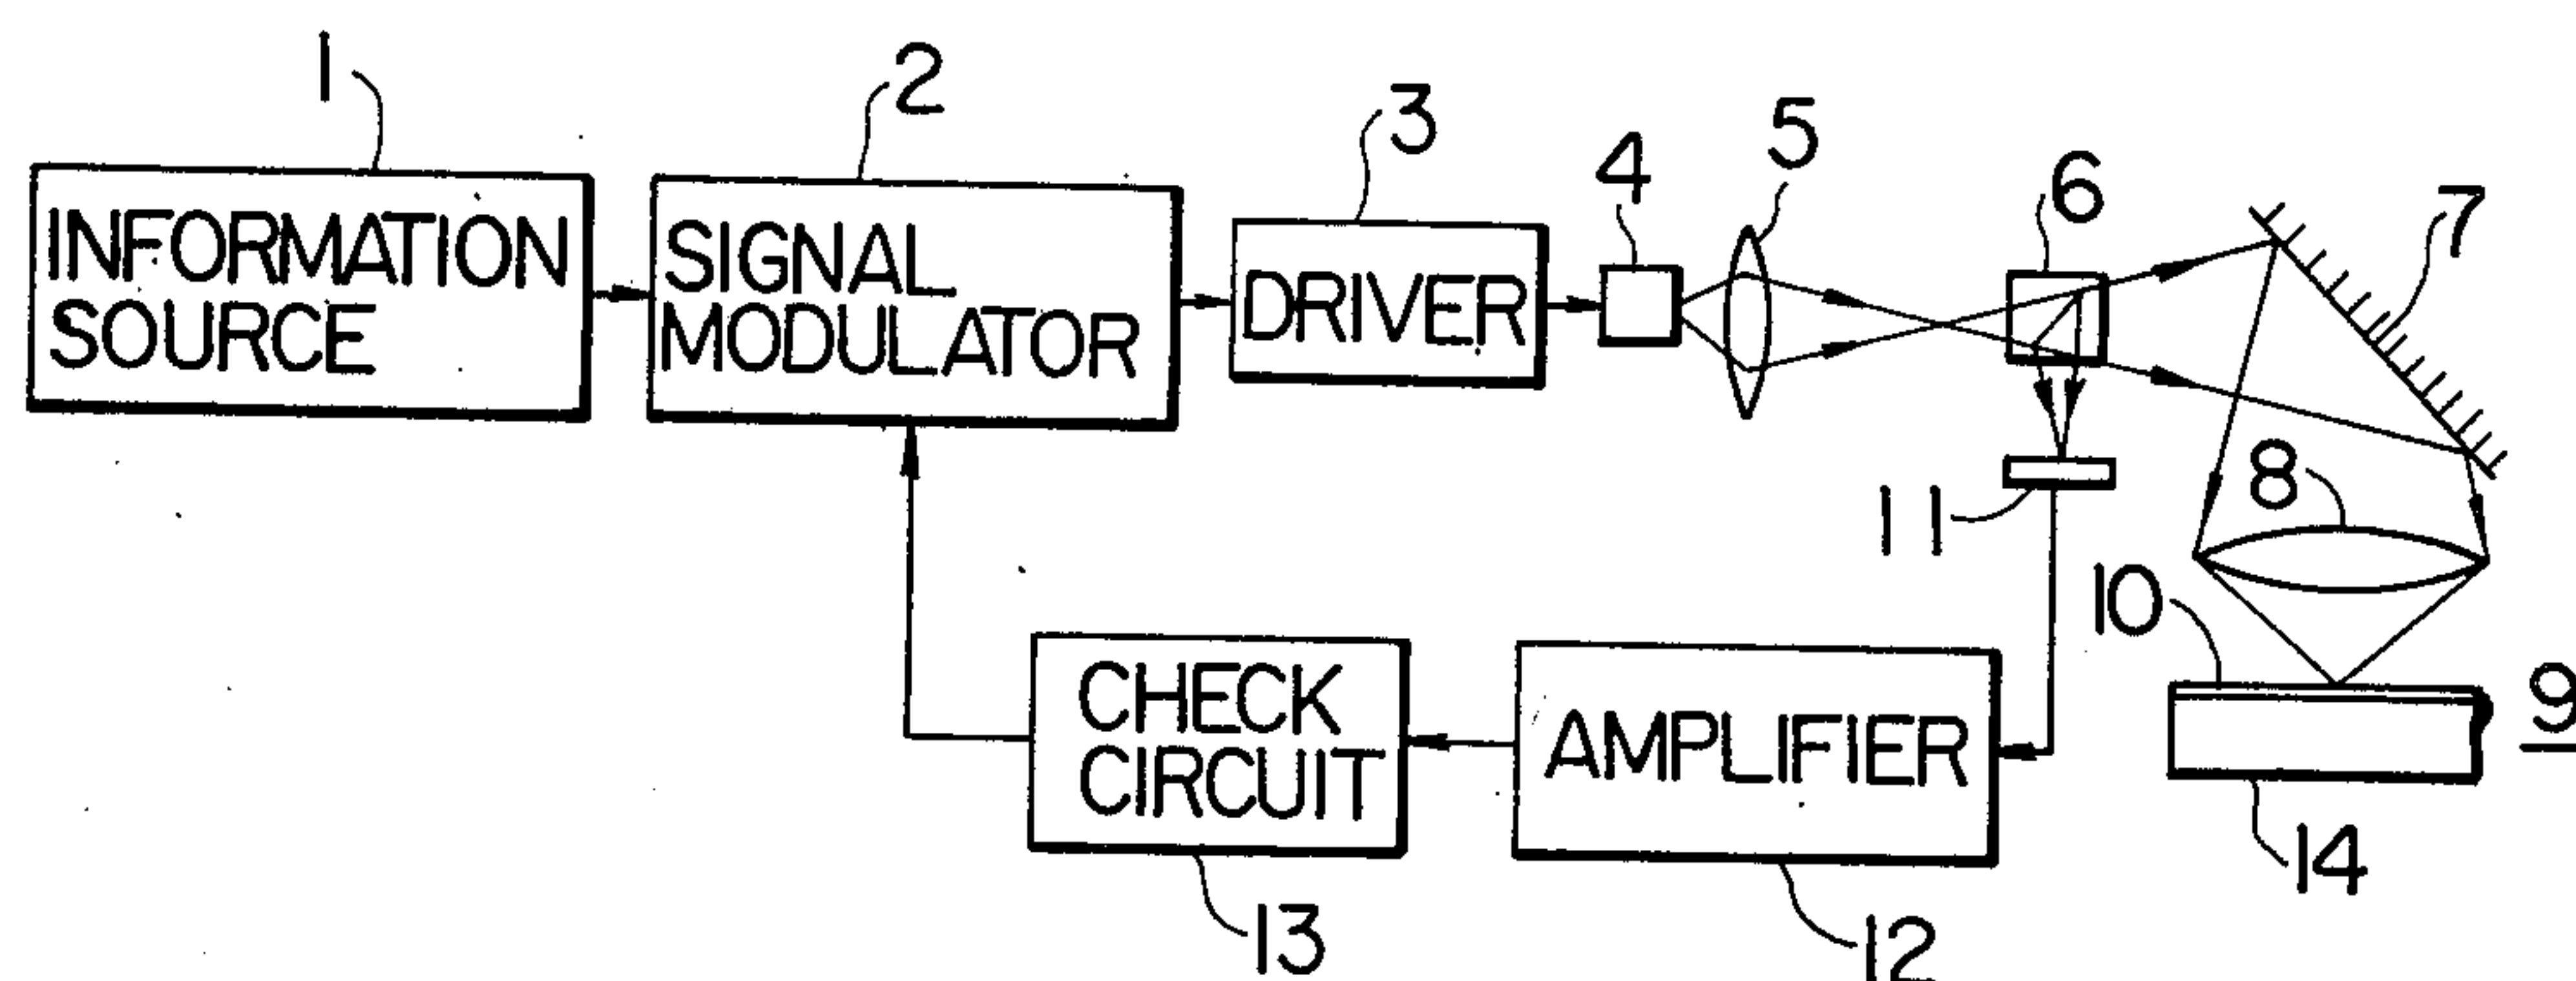 1
2
3
4
5
6
7
INFORMATION
SOURCE
SIGNAL
MODULATOR
DRIVER
8
11
10
9
CHECK
CIRCUIT
AMPLIFIER
14
13
12